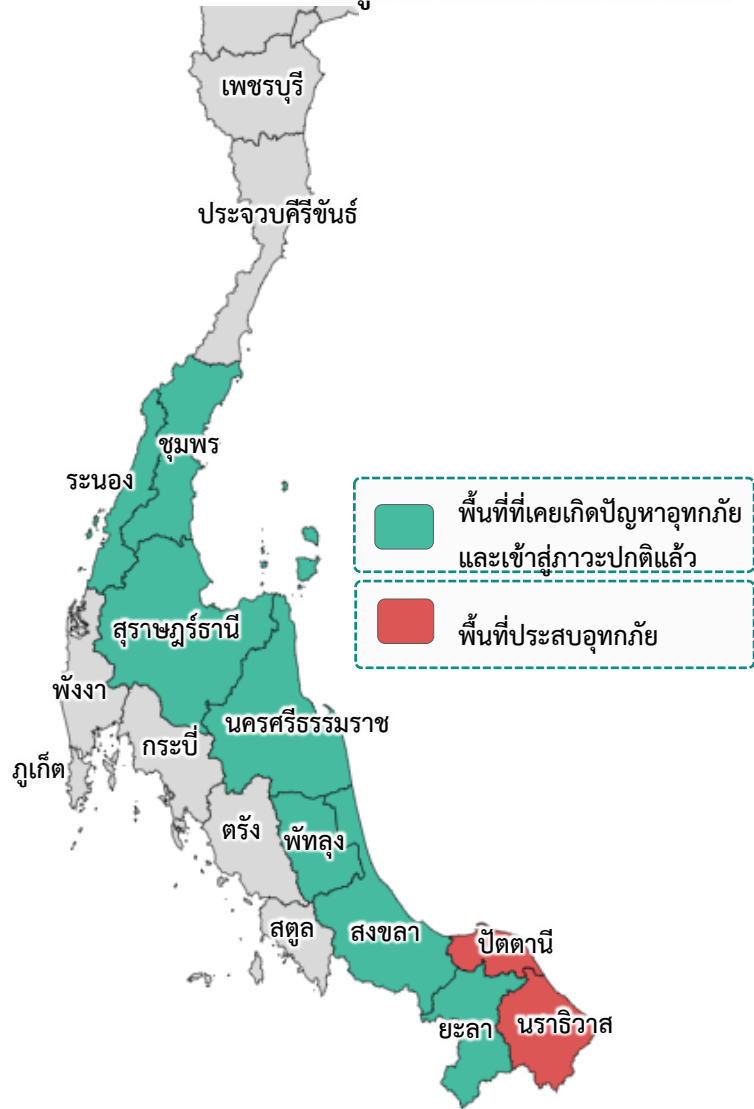 เพชรบุรี
ประจวบคีรีขันธ์
ชุมพร
ระนอง
พื้นที่ที่เคยเกิดปัญหาอุทกภัย
และเข้าสู่ภาวะปกติแล้ว
สุราษฎร์ธานี
พื้นที่ประสบอุทกภัย
พังงา
นครศรีธรรมราช
กระบี่
ภูเก็ต
ตรัง
พัทลุง
สตูล
สงขลา
ปัตตานี
ยะลา
นราธิวาส